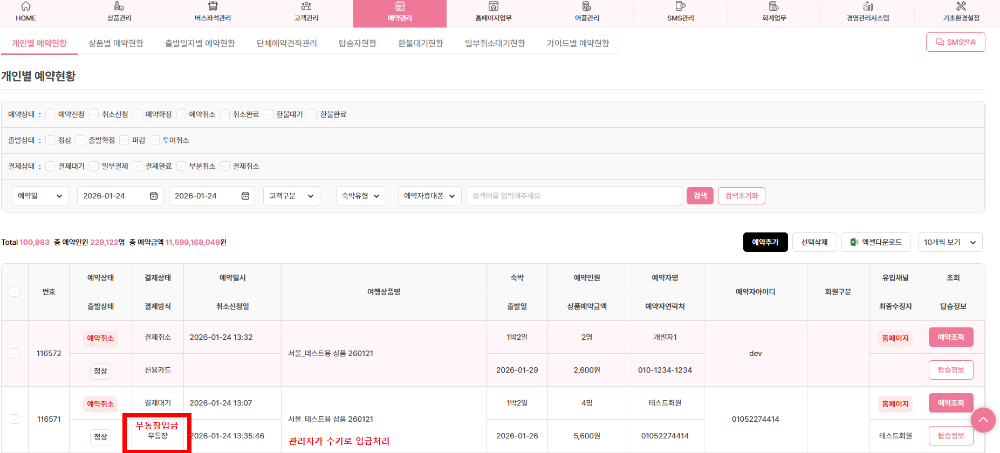 HOME 상품관리 버스좌석관리 고객관리 예약관리 홈페이지업무 어플관리 SMS관리 회계업무 경영관리시스템 기초환경설정
개인별 예약현황 상품별 예약현황 출발일자별 예약현황 단체예약견적관리 탑승자현황 환불대기현황 일부취소대기현황 가이드별 예약현황 SMS발송
개인별 예약현황
예약상태 : 예약신청 취소신청 예약확정 예약취소 취소완료 환불대기 환불완료
출발상태 : 정상 출발확정 마감 투어취소
결제상태 : 결제대기 일부결제 결제완료 부분취소 결제취소
예약일 2026-01-24 2026-01-24 고객구분 숙박유형 예약자휴대폰 검색어를 입력해주세요 검색 검색초기화
Total 100,983 총 예약인원 229,122명 총 예약금액 11,599,168,049원 예약추가 선택삭제 엑셀다운로드 10개씩 보기
예약상태 결제상태 예약일시 숙박 예약인원 예약자명 유입채널 조회
번호 여행상품명 예약자아이디 회원구분
출발상태 결제방식 취소신청일 출발일 상품예약금액 예약자연락처 최종수정자 탑승정보
예약취소 결제취소 2026-01-24 13:32 1박2일 2명 개발자1 홈페이지 예약조회
116572 서울_테스트용 상품 260121 dev
정상 신용카드 2026-01-29 2,600원 010-1234-1234 탑승정보
예약취소 결제대기 2026-01-24 13:07 1박2일 4명 테스트회원 홈페이지 예약조회
116571 서울_테스트용 상품 260121 01052274414
무통장입금
정상 무통장 2026-01-24 13:35:46 2026-01-26 5,600원 01052274414 테스트회원 탑승정보
관리자가 수기로 입금처리